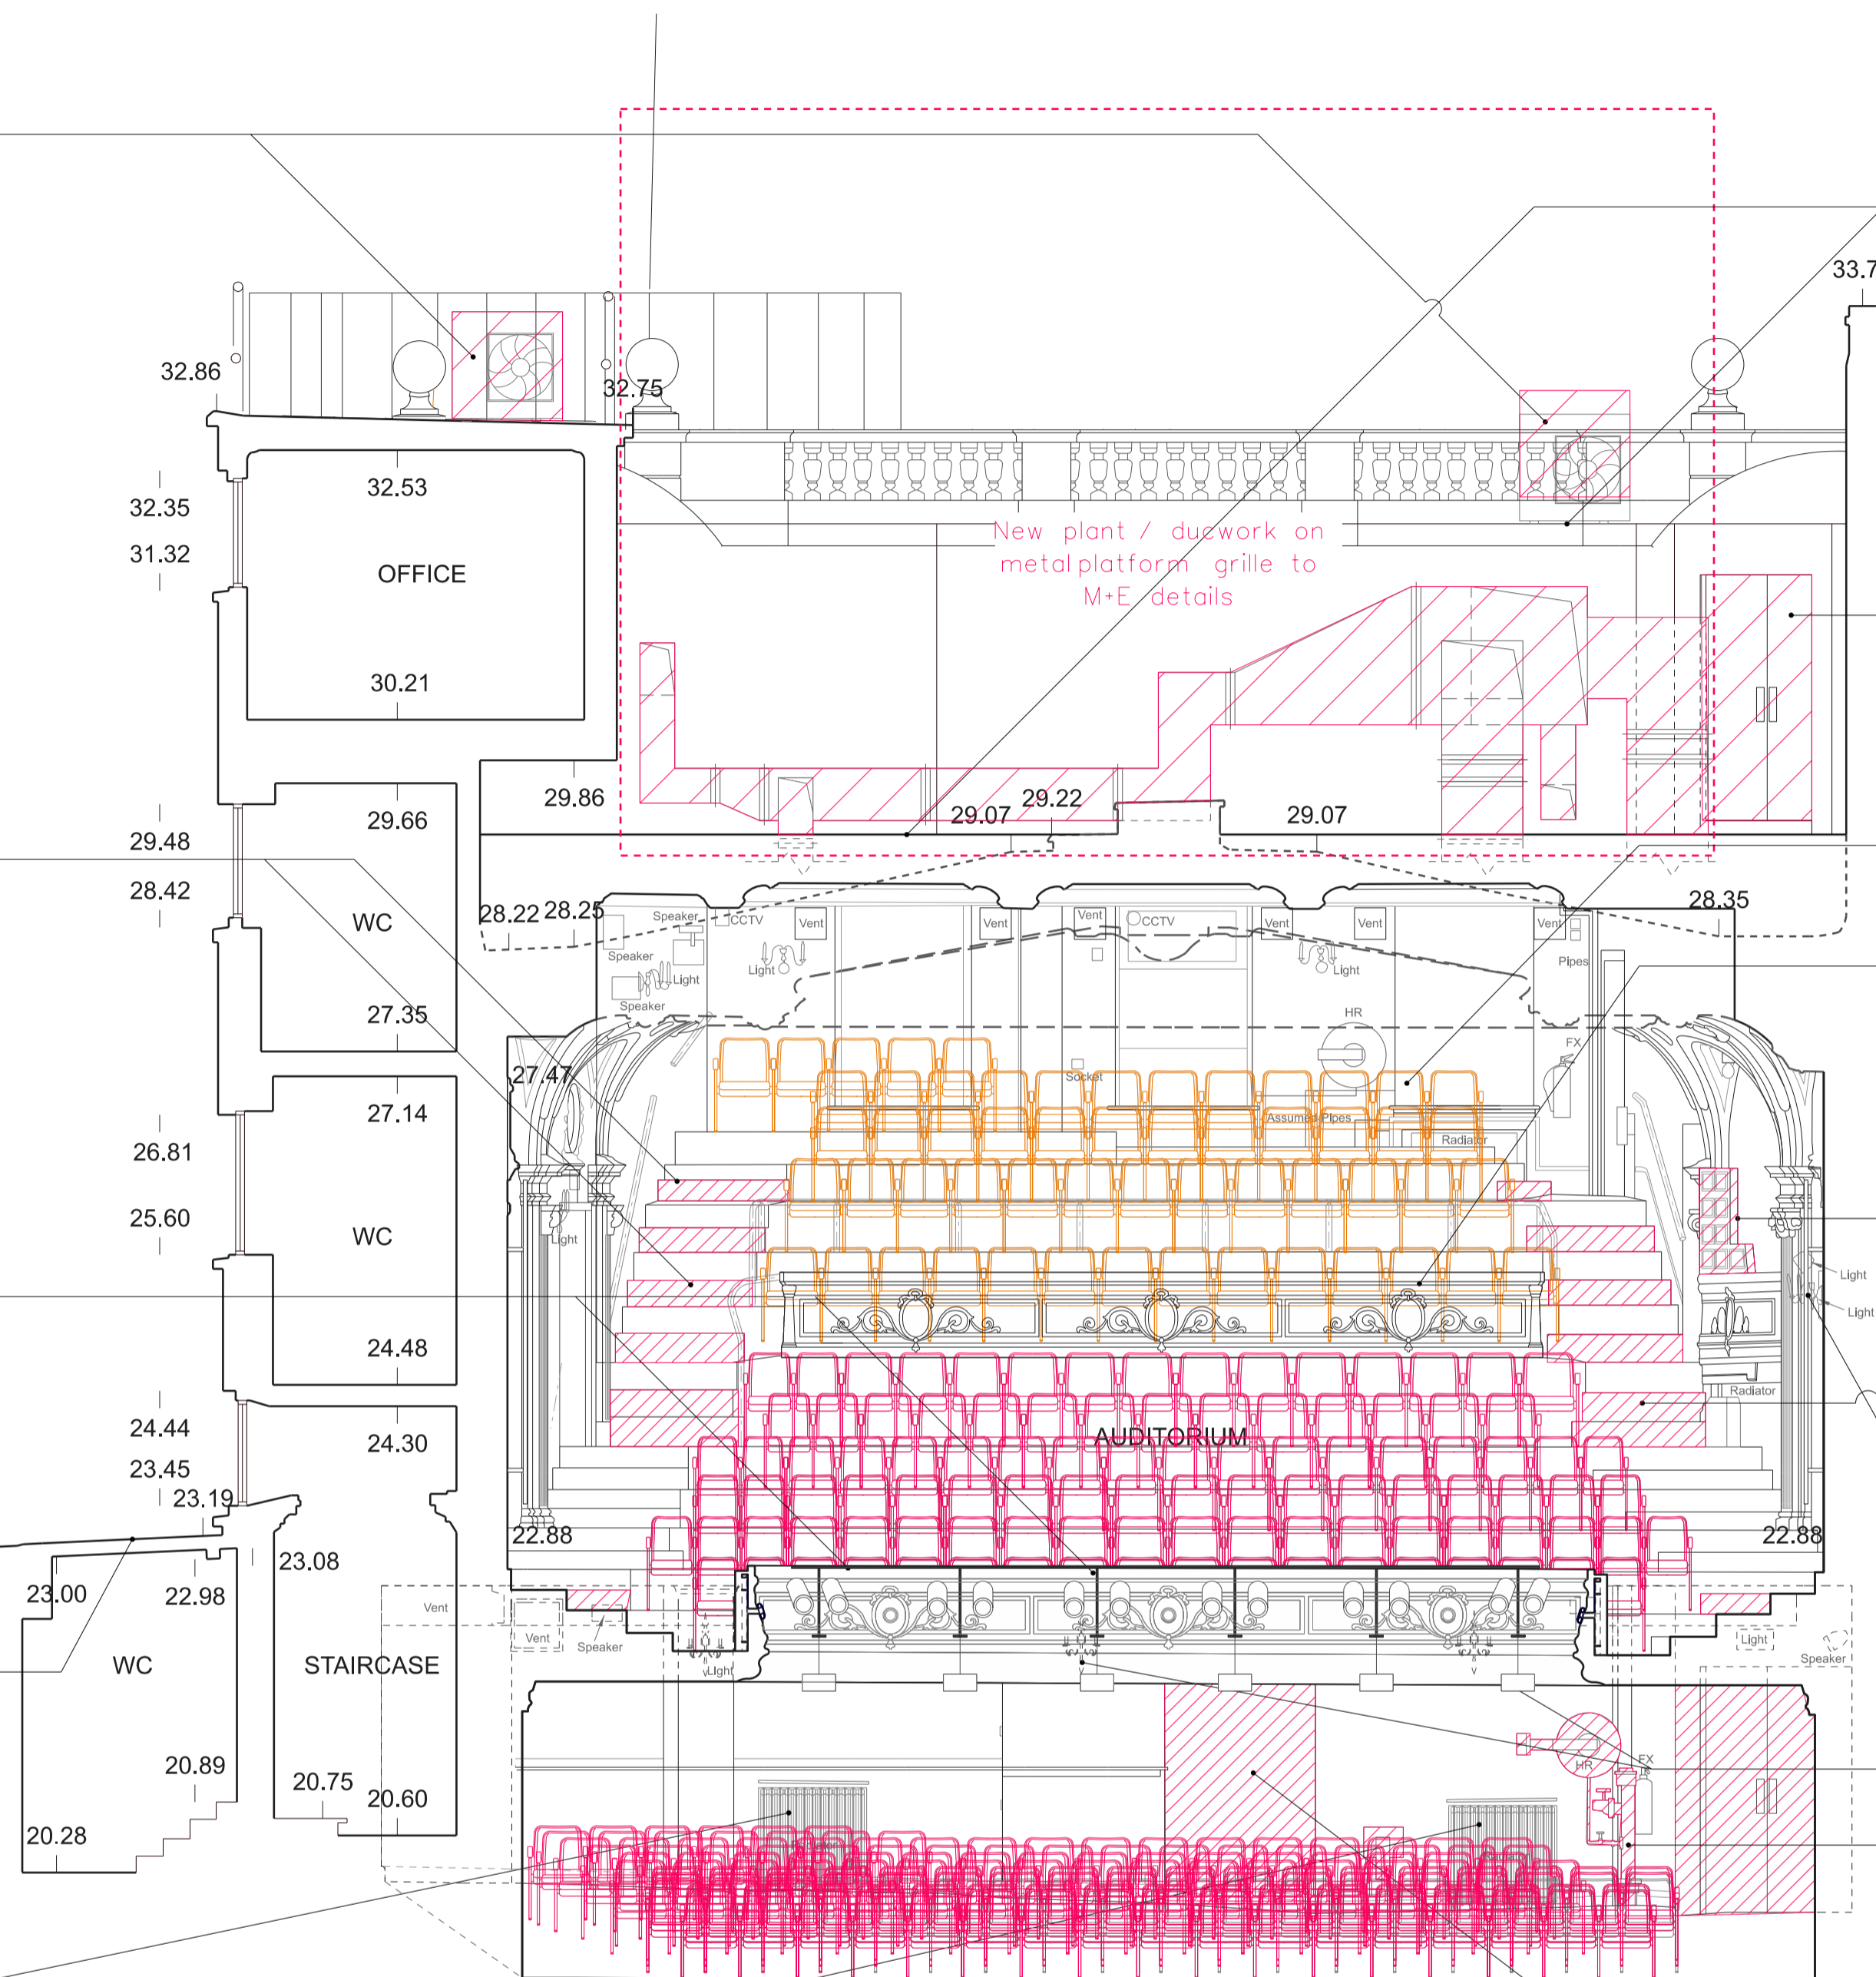 33.7
32.86
32.75
32.53
32.35
31.32
OFFICE
New plant / ducwork on
metal platform grille to
M+E details
30.21
29.86
29.66
29.48
29.07
29.22
29.07
28.42
WC
28.22
28.25
28.35
Speaker
CCTV
Vent
Vent
Vent
CCTV
Vent
Vent
Vent
Speaker
Light
Light
Light
Pipes
Speaker
27.35
HR
FX
27.47
Socket
27.14
Assumed Pipes
Radiator
26.81
25.60
WC
Light
Light
Light
24.48
Radiator
24.44
24.30
AUDITORIUM
23.45
23.19
22.88
22.88
23.08
23.00
22.98
Vent
Vent
Speaker
Light
Light
Speaker
WC
STAIRCASE
20.89
20.75
20.60
20.28
HR
FX